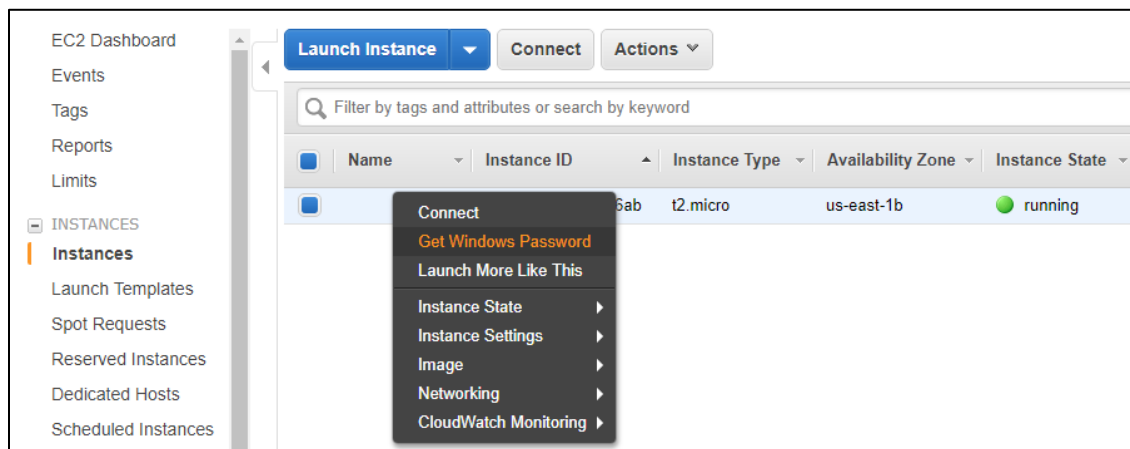 EC2 Dashboard
Events
Tags
Reports
Limits
INSTANCES
Instances
Launch Templates
Spot Requests
Reserved Instances
Dedicated Hosts
Scheduled Instances
Launch Instance Connect Actions
Filter by tags and attributes or search by keyword
Name Instance ID Instance Type Availability Zone Instance State
6ab t2.micro us-east-1b running
Connect
Get Windows Password
Launch More Like This
Instance State
Instance Settings
Image
Networking
CloudWatch Monitoring